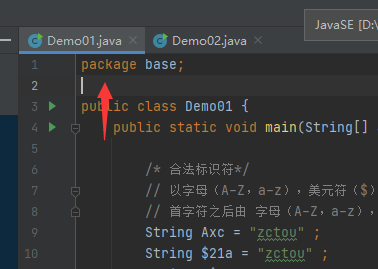 JavaSE [D:\
Demo01.java
Demo02.java
1 package base;
2
3 public class Demo01 {
4 public static void main(String[]
5
6 /* 合法标识符*/
7 // 以字母（A-Z，a-z），美元符（$）
8 // 首字符之后由 字母（A-Z，a-z），
9 String Axc = "zctou" ;
10 String $21a = "zctou" ;